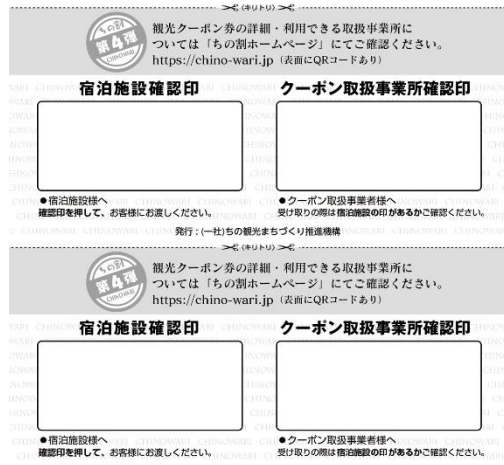 (キリトリ)
ちの割
第4弾
CHINOWARI
観光クーポン券の詳細・利用できる取扱事業所に
ついては「ちの割ホームページ」にてご確認ください。
https://chino-wari.jp (表面にQRコードあり)
宿泊施設確認印 クーポン取扱事業所確認印
●宿泊施設様へ
確認印を押して、お客様にお渡しください。
●クーポン取扱事業者様へ
受け取りの際は宿泊施設の印があるかご確認ください。
発行:(一社)ちの観光まちづくり推進機構
(キリトリ)
ちの割
第4弾
CHINOWARI
観光クーポン券の詳細・利用できる取扱事業所に
ついては「ちの割ホームページ」にてご確認ください。
https://chino-wari.jp (表面にQRコードあり)
宿泊施設確認印 クーポン取扱事業所確認印
●宿泊施設様へ
確認印を押して、お客様にお渡しください。
●クーポン取扱事業者様へ
受け取りの際は宿泊施設の印があるかご確認ください。